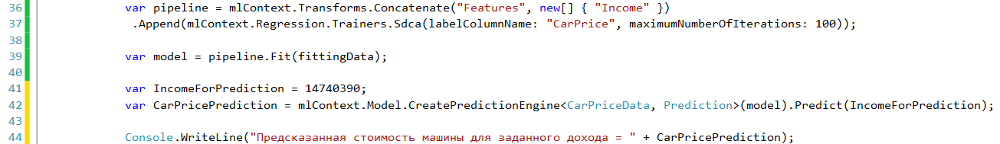 36 var pipeline = mlContext.Transforms.Concatenate("Features", new[] { "Income" })
37 .Append(mlContext.Regression.Trainers.Sdca(labelColumnName: "CarPrice", maximumNumberOfIterations: 100));
38
39 var model = pipeline.Fit(fittingData);
40
41 var IncomeForPrediction = 14740390;
42 var CarPricePrediction = mlContext.Model.CreatePredictionEngine<CarPriceData, Prediction>(model).Predict(IncomeForPrediction);
43
44 Console.WriteLine("Предсказанная стоимость машины для заданного дохода = " + CarPricePrediction);